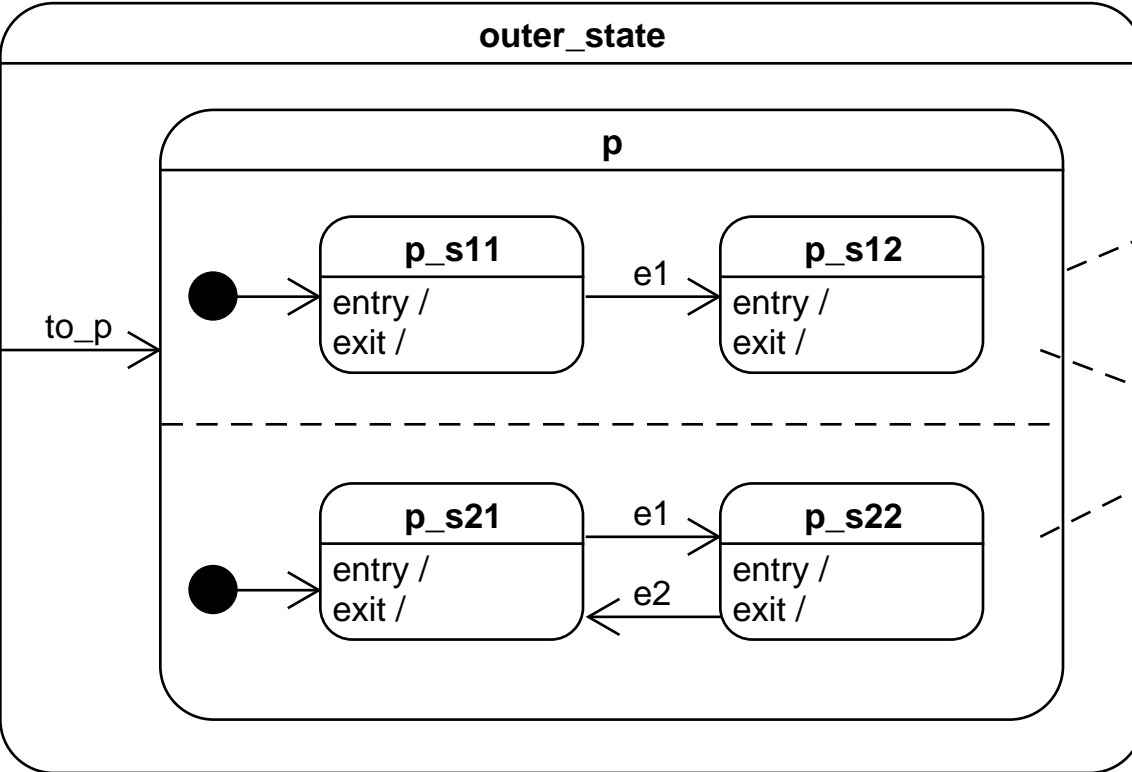 outer_state
p
p_s11
entry /
exit /
e1
p_s12
entry /
exit /
to_p
p_s21
entry /
exit /
e1
e2
p_s22
entry /
exit /